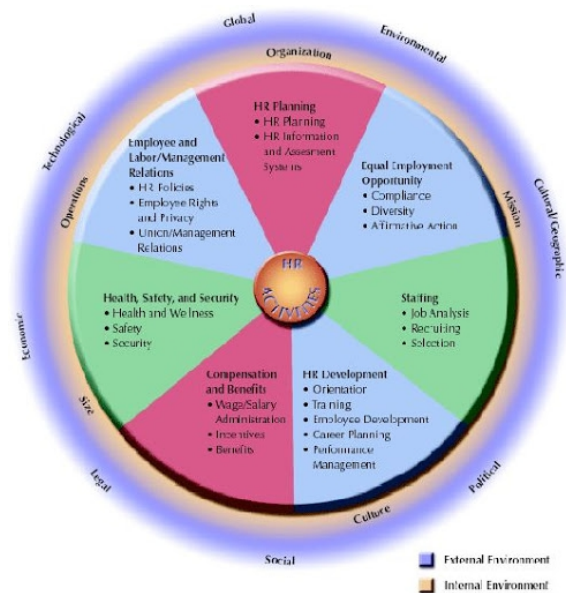 Global
Environmental
Organization
Technological
Operations
Mission
Cultural/Geographic
Economic
Size
Legal
Culture
Political
Social
HR Planning
• HR Planning
• HR Information
and Assesment
Systems
Equal Employment
Opportunity
• Compliance
• Diversity
• Affirmative Action
Staffing
• Job Analysis
• Recruiting
• Selection
HR Development
• Orientation
• Training
• Employee Development
• Career Planning
• Performance
Management
Compensation
and Benefits
• Wage/Salary
Administration
• Incentives
• Benefits
Health, Safety, and Security
• Health and Wellness
• Safety
• Security
Employee and
Labor/Management
Relations
• HR Policies
• Employee Rights
and Privacy
• Union/Management
Relations
HR
ACTIVITIES
External Environment
Internal Environment